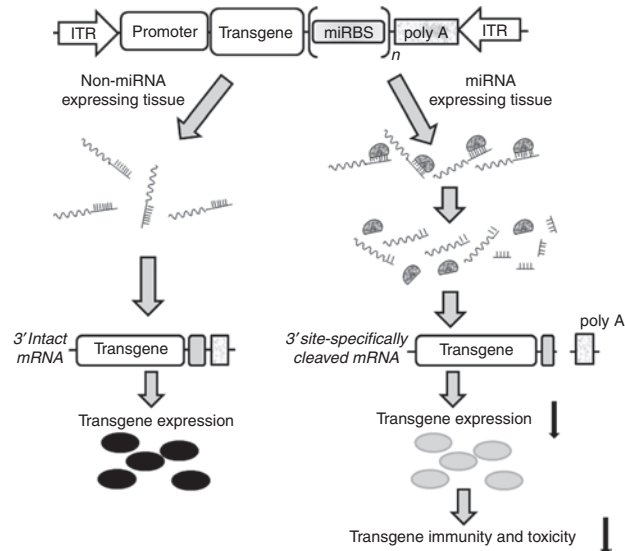 ITR Promoter Transgene miRBS n poly A ITR
Non-miRNA
expressing tissue
miRNA
expressing tissue
3′ Intact
mRNA
Transgene
3′ site-specifically
cleaved mRNA
Transgene
poly A
Transgene expression
Transgene expression
Transgene immunity and toxicity